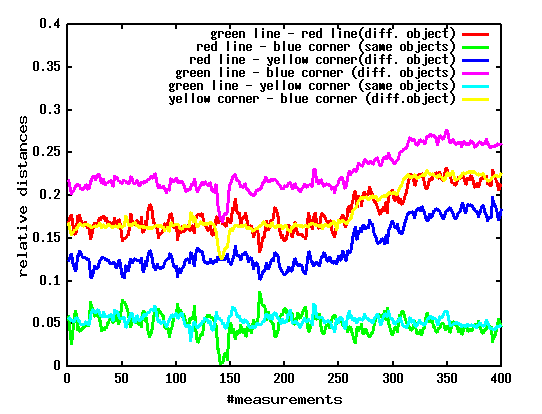 0.4
green line - red line(diff. object)
red line - blue corner (same objects)
0.35
red line - yellow corner(diff. object)
green line - blue corner (diff. objects)
green line - yellow corner (same objects)
yellow corner - blue corner (diff.object)
0.3
0.25
0.2
0.15
0.1
0.05
0
relative distances
0 50 100 150 200 250 300 350 400
#measurements